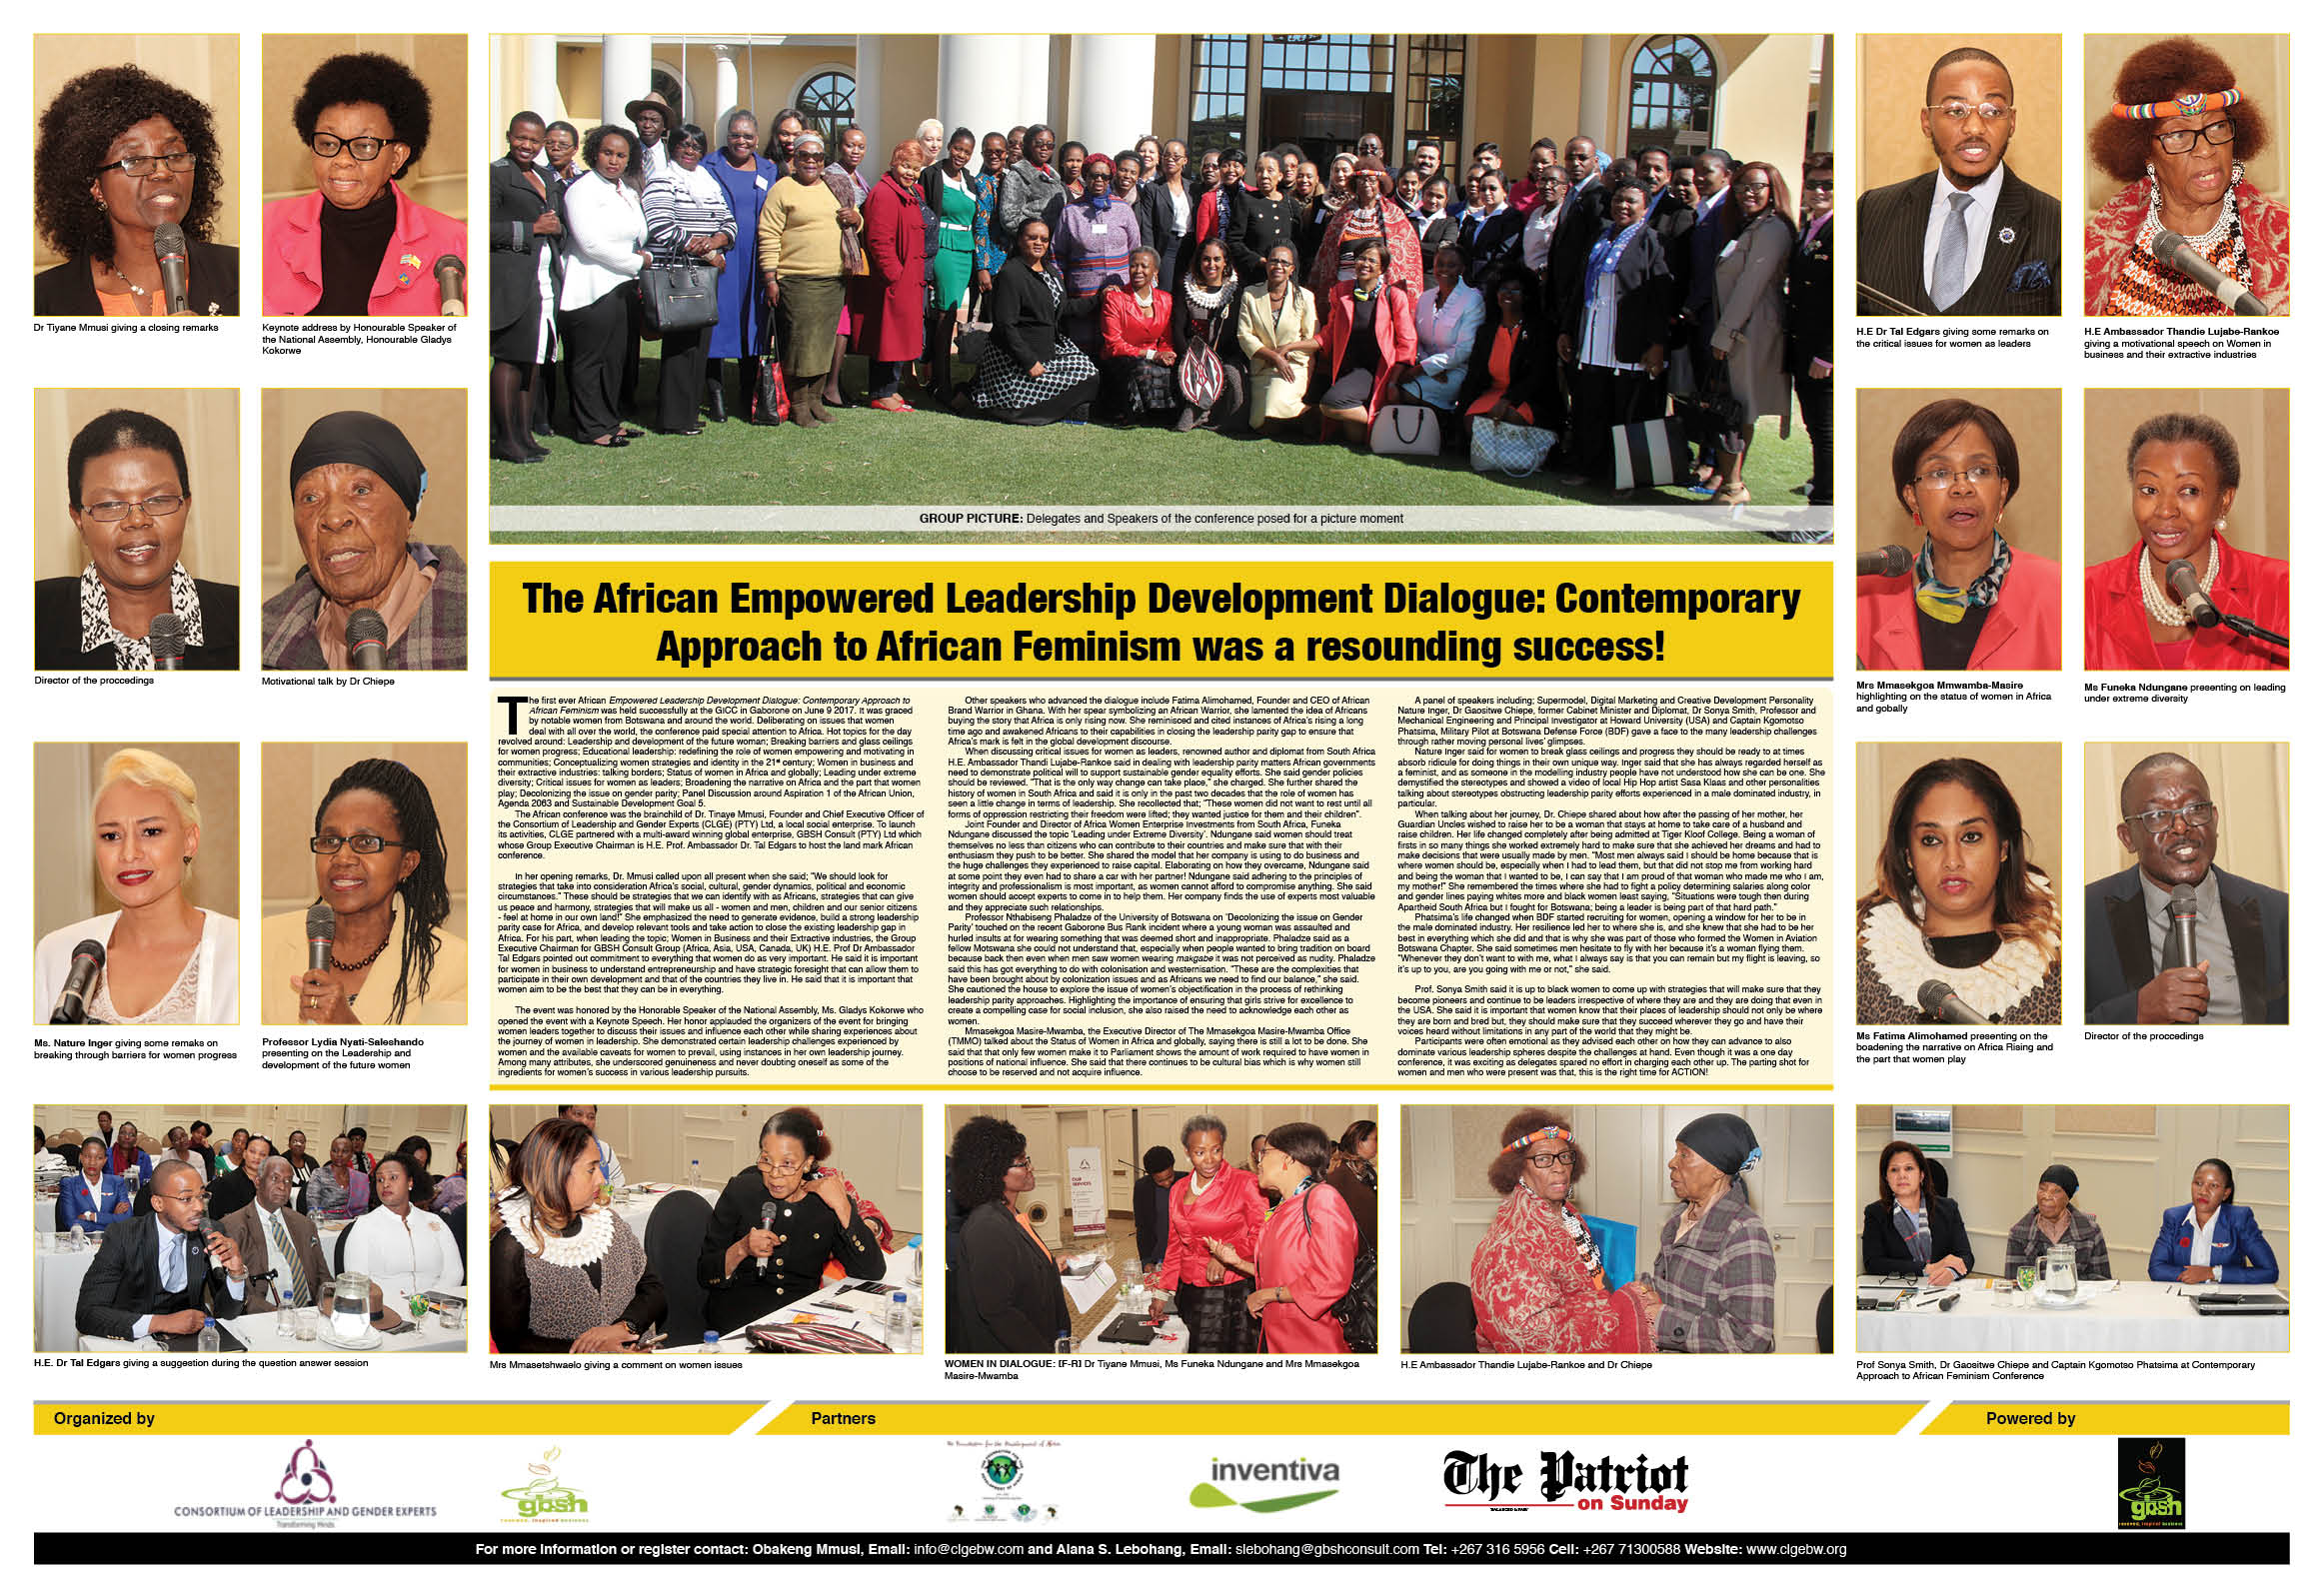 Dr Tiyane Mmusi giving a closing remarks
Keynote address by Honourable Speaker of
the National Assembly, Honourable Gladys
Kokorwe
GROUP PICTURE: Delegates and Speakers of the conference posed for a picture moment
H.E Dr Tal Edgars giving some remarks on
the critical issues for women as leaders
H.E Ambassador Thandie Lujabe-Rankoe
giving a motivational speech on Women in
business and their extractive industries
Director of the proccedings
Motivational talk by Dr Chiepe
Mrs Mmasekgoa Mmwamba-Masire
highlighting on the status of women in Africa
and gobally
Ms Funeka Ndungane presenting on leading
under extreme diversity
Ms. Nature Inger giving some remaks on
breaking through barriers for women progress
Professor Lydia Nyati-Saleshando
presenting on the Leadership and
development of the future women
Ms Fatima Alimohamed presenting on the
boadening the narrative on Africa Rising and
the part that women play
Director of the proccedings
The African Empowered Leadership Development Dialogue: Contemporary
Approach to African Feminism was a resounding success!
The first ever African Empowered Leadership Development Dialogue: Contemporary Approach to
African Feminism was held successfully at the GICC in Gaborone on June 9 2017. It was graced
by notable women from Botswana and around the world. Deliberating on issues that women
deal with all over the world, the conference paid special attention to Africa. Hot topics for the day
revolved around: Leadership and development of the future woman; Breaking barriers and glass ceilings
for women progress; Educational leadership: redefining the role of women empowering and motivating in
communities; Conceptualizing women strategies and identity in the 21st century; Women in business and
their extractive industries: talking borders; Status of women in Africa and globally; Leading under extreme
diversity; Critical issues for women as leaders; Broadening the narrative on Africa and the part that women
play; Decolonizing the issue on gender parity; Panel Discussion around Aspiration 1 of the African Union,
Agenda 2063 and Sustainable Development Goal 5.
The African conference was the brainchild of Dr. Tinaye Mmusi, Founder and Chief Executive Officer of
the Consortium of Leadership and Gender Experts (CLGE) (PTY) Ltd, a local social enterprise. To launch
its activities, CLGE partnered with a multi-award winning global enterprise, GBSH Consult (PTY) Ltd which
whose Group Executive Chairman is H.E. Prof. Ambassador Dr. Tal Edgars to host the land mark African
conference.
In her opening remarks, Dr. Mmusi called upon all present when she said; "We should look for
strategies that take into consideration Africa's social, cultural, gender dynamics, political and economic
circumstances." These should be strategies that we can identify with as Africans, strategies that can give
us peace and harmony, strategies that will make us all - women and men, children and our senior citizens
- feel at home in our own land!" She emphasized the need to generate evidence, build a strong leadership
parity case for Africa, and develop relevant tools and take action to close the existing leadership gap in
Africa. For his part, when leading the topic; Women in Business and their Extractive industries, the Group
Executive Chairman for GBSH Consult Group (Africa, Asia, USA, Canada, UK) H.E. Prof Dr Ambassador
Tal Edgars pointed out commitment to everything that women do as very important. He said it is important
for women in business to understand entrepreneurship and have strategic foresight that can allow them to
participate in their own development and that of the countries they live in. He said that it is important that
women aim to be the best that they can be in everything.
The event was honored by the Honorable Speaker of the National Assembly, Ms. Gladys Kokorwe who
opened the event with a Keynote Speech. Her honor applauded the organizers of the event for bringing
women leaders together to discuss their issues and influence each other while sharing experiences about
the journey of women in leadership. She demonstrated certain leadership challenges experienced by
women and the available caveats for women to prevail, using instances in her own leadership journey.
Among many attributes, she underscored genuineness and never doubting oneself as some of the
ingredients for women's success in various leadership pursuits.
Other speakers who advanced the dialogue include Fatima Alimohamed, Founder and CEO of African
Brand Warrior in Ghana. With her spear symbolizing an African Warrior, she lamented the idea of Africans
buying the story that Africa is only rising now. She reminisced and cited instances of Africa's rising a long
time ago and awakened Africans to their capabilities in closing the leadership parity gap to ensure that
Africa's mark is felt in the global development discourse.
When discussing critical issues for women as leaders, renowned author and diplomat from South Africa
H.E. Ambassador Thandi Lujabe-Rankoe said in dealing with leadership parity matters African governments
need to demonstrate political will to support sustainable gender equality efforts. She said gender policies
should be reviewed. "That is the only way change can take place," she charged. She further shared the
history of women in South Africa and said it is only in the past two decades that the role of women has
seen a little change in terms of leadership. She recollected that; "These women did not want to rest until all
forms of oppression restricting their freedom were lifted; they wanted justice for them and their children".
Joint Founder and Director of Africa Women Enterprise Investments from South Africa, Funeka
Ndungane discussed the topic 'Leading under Extreme Diversity'. Ndungane said women should treat
themselves no less than citizens who can contribute to their countries and make sure that with their
enthusiasm they push to be better. She shared the model that her company is using to do business and
the huge challenges they experienced to raise capital. Elaborating on how they overcame, Ndungane said
at some point they even had to share a car with her partner! Ndungane said adhering to the principles of
integrity and professionalism is most important, as women cannot afford to compromise anything. She said
women should accept experts to come in to help them. Her company finds the use of experts most valuable
and they appreciate such relationships.
Professor Nthabiseng Phaladze of the University of Botswana on 'Decolonizing the issue on Gender
Parity' touched on the recent Gaborone Bus Rank incident where a young woman was assaulted and
hurled insults at for wearing something that was deemed short and inappropriate. Phaladze said as a
fellow Motswana she could not understand that, especially when people wanted to bring tradition on board
because back then even when men saw women wearing makgabe it was not perceived as nudity. Phaladze
said this has got everything to do with colonisation and westernisation. "These are the complexities that
have been brought about by colonization issues and as Africans we need to find our balance," she said.
She cautioned the house to explore the issue of women's objectification in the process of rethinking
leadership parity approaches. Highlighting the importance of ensuring that girls strive for excellence to
create a compelling case for social inclusion, she also raised the need to acknowledge each other as
women.
Mmasekgoa Masire-Mwamba, the Executive Director of The Mmasekgoa Masire-Mwamba Office
(TMMO) talked about the Status of Women in Africa and globally, saying there is still a lot to be done. She
said that only few women make it to Parliament shows the amount of work required to have women in
positions of national influence. She said that there continues to be cultural bias which is why women still
choose to be reserved and not acquire influence.
A panel of speakers including; Supermodel, Digital Marketing and Creative Development Personality
Nature Inger, Dr Gaositwe Chiepe, former Cabinet Minister and Diplomat, Dr Sonya Smith, Professor and
Mechanical Engineering and Principal Investigator at Howard University (USA) and Captain Kgomotso
Phatsima, Military Pilot at Botswana Defense Force (BDF) gave a face to the many leadership challenges
through rather moving personal lives' glimpses.
Nature Inger said for women to break glass ceilings and progress they should be ready to at times
absorb ridicule for doing things in their own unique way. Inger said that she has always regarded herself as
a feminist, and as someone in the modelling industry people have not understood how she can be one. She
demystified the stereotypes and showed a video of local Hip Hop artist Sasa Klaas and other personalities
talking about stereotypes obstructing leadership parity efforts experienced in a male dominated industry, in
particular.
When talking about her journey, Dr. Chiepe shared about how after the passing of her mother, her
Guardian Uncles wished to raise her to be a woman that stays at home to take care of a husband and
raise children. Her life changed completely after being admitted at Tiger Kloof College. Being a woman of
firsts in so many things she worked extremely hard to make sure that she achieved her dreams and had to
make decisions that were usually made by men. "Most men always said I should be home because that is
where women should be, especially when I had to lead them, but that did not stop me from working hard
and being the woman that I wanted to be, I can say that I am proud of that woman who made me who I am,
my mother!" She remembered the times where she had to fight a policy determining salaries along color
and gender lines paying whites more and black women least saying, "Situations were tough then during
Apartheid South Africa but I fought for Botswana; being a leader is being part of that hard path."
Phatsima's life changed when BDF started recruiting for women, opening a window for her to be in
the male dominated industry. Her resilience led her to where she is, and she knew that she had to be her
best in everything which she did and that is why she was part of those who formed the Women in Aviation
Botswana Chapter. She said sometimes men hesitate to fly with her because it's a woman flying them.
"Whenever they don't want to with me, what I always say is that you can remain but my flight is leaving, so
it's up to you, are you going with me or not," she said.
Prof. Sonya Smith said it is up to black women to come up with strategies that will make sure that they
become pioneers and continue to be leaders irrespective of where they are and they are doing that even in
the USA. She said it is important that women know that their places of leadership should not only be where
they are born and bred but, they should make sure that they succeed wherever they go and have their
voices heard without limitations in any part of the world that they might be.
Participants were often emotional as they advised each other on how they can advance to also
dominate various leadership spheres despite the challenges at hand. Even though it was a one day
conference, it was exciting as delegates spared no effort in charging each other up. The parting shot for
women and men who were present was that, this is the right time for ACTION!
H.E. Dr Tal Edgars giving a suggestion during the question answer session
Mrs Mmasetshwaelo giving a comment on women issues
WOMEN IN DIALOGUE: [F-R] Dr Tiyane Mmusi, Ms Funeka Ndungane and Mrs Mmasekgoa
Masire-Mwamba
H.E Ambassador Thandie Lujabe-Rankoe and Dr Chiepe
Prof Sonya Smith, Dr Gaositwe Chiepe and Captain Kgomotso Phatsima at Contemporary
Approach to African Feminism Conference
Organized by
Partners
Powered by
CONSORTIUM OF LEADERSHIP AND GENDER EXPERTS
Transforming Minds
gbsh
inventiva
The Patriot
on Sunday
gbsh
For more information or register contact: Obakeng Mmusi, Email: info@clgebw.com and Alana S. Lebohang, Email: slebohang@gbshconsult.com Tel: +267 316 5956 Cell: +267 71300588 Website: www.clgebw.org